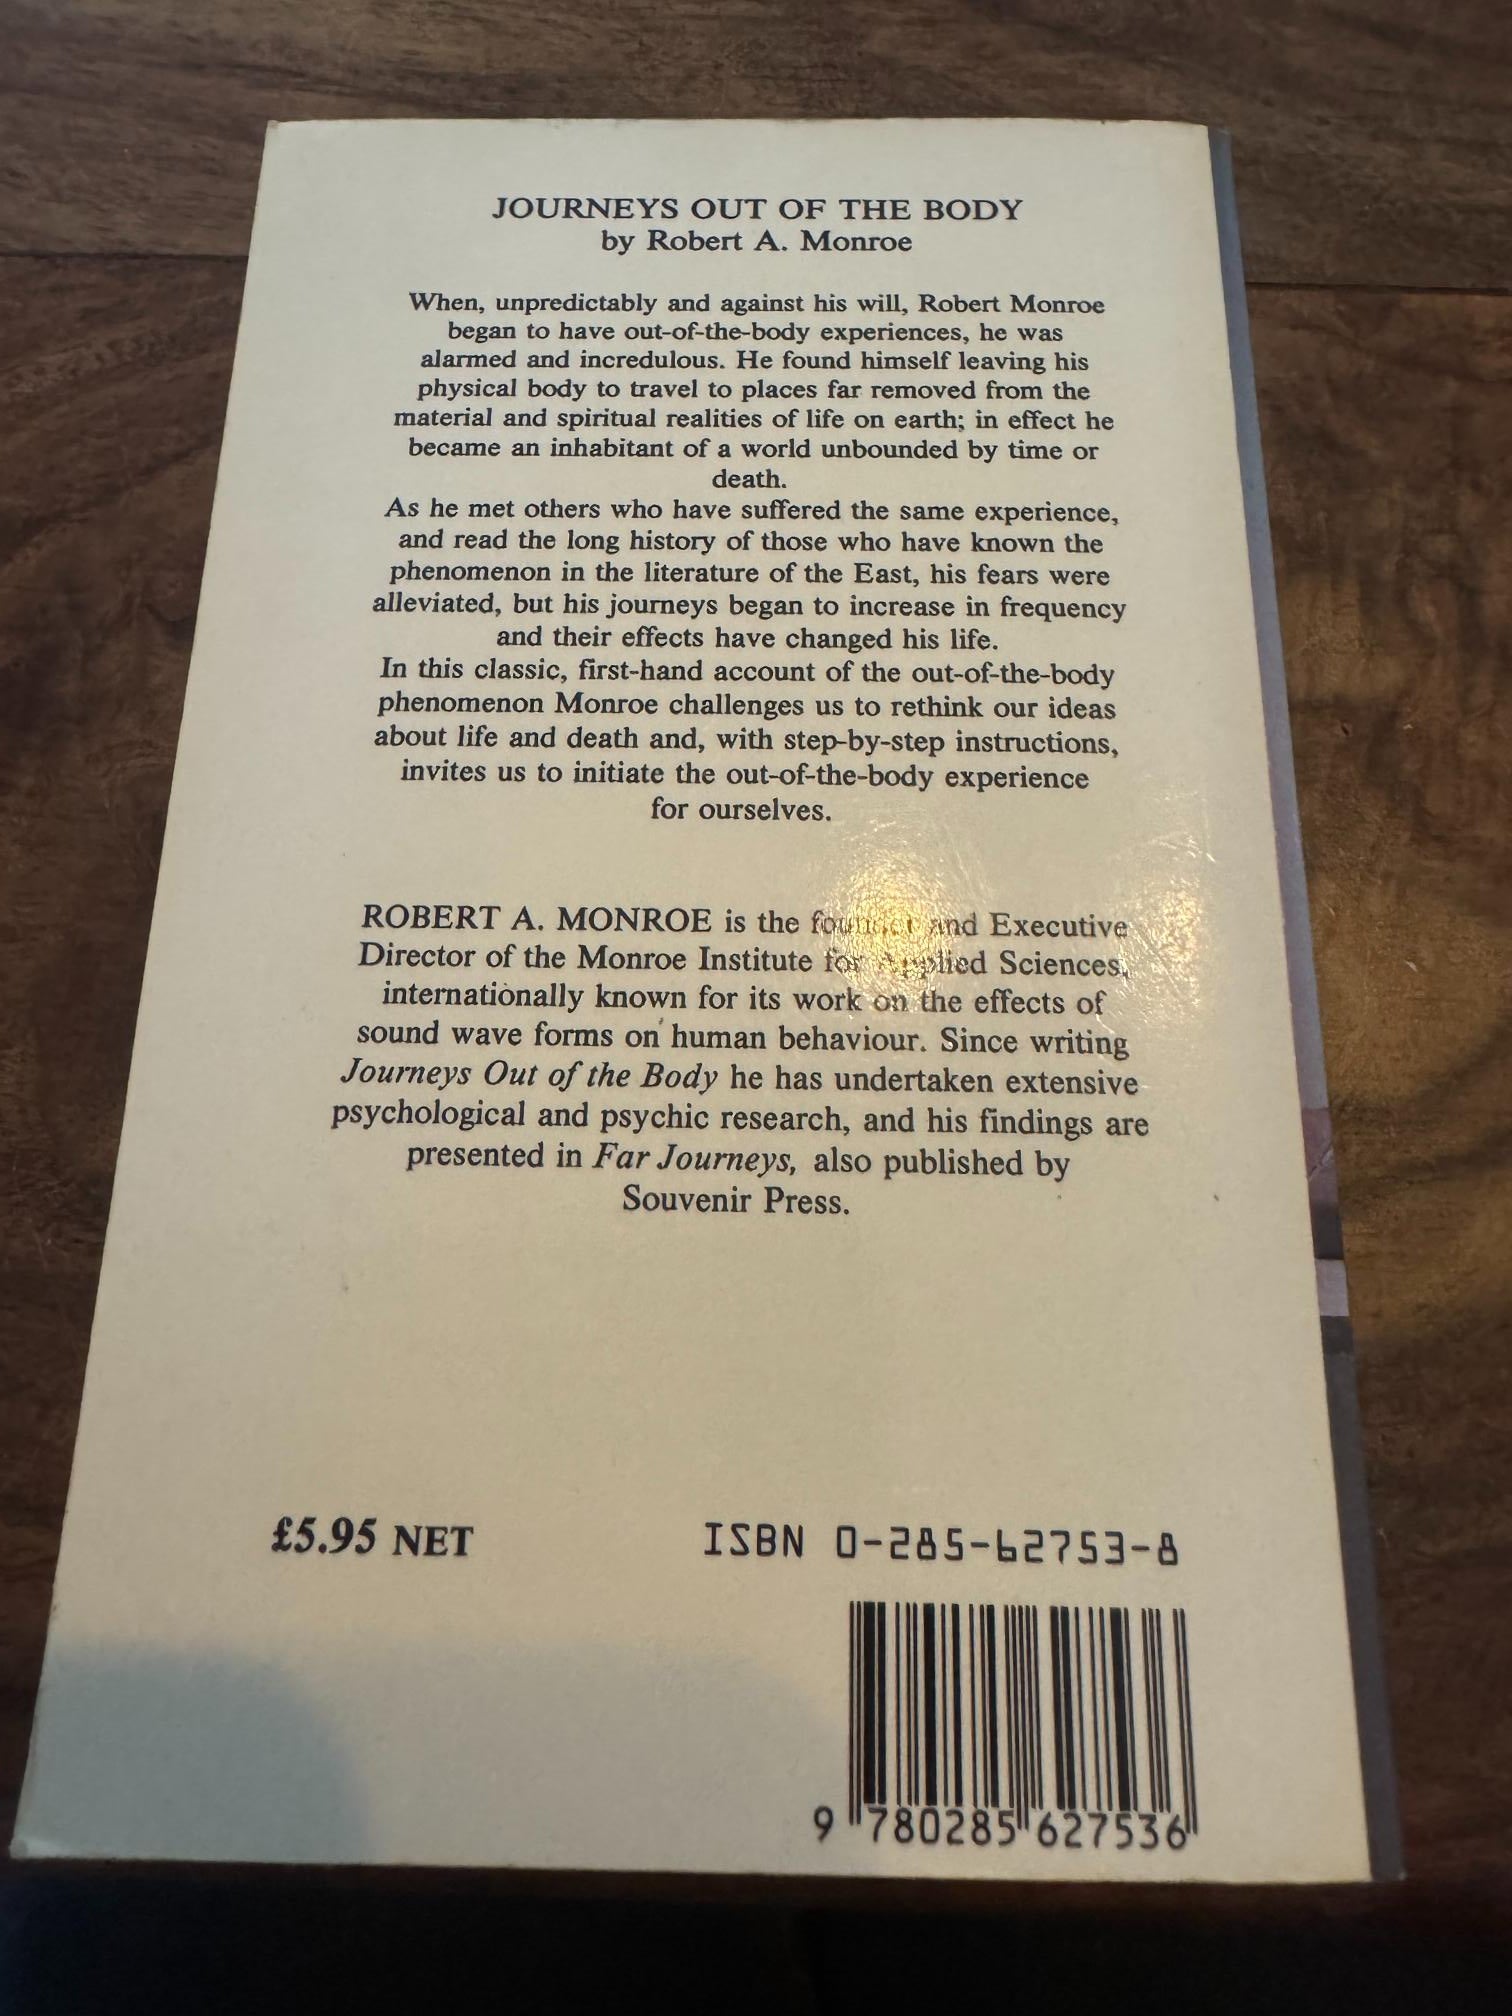 JOURNEYS OUT OF THE BODY
by Robert A. Monroe
When, unpredictably and against his will, Robert Monroe
began to have out-of-the-body experiences, he was
alarmed and incredulous. He found himself leaving his
physical body to travel to places far removed from the
material and spiritual realities of life on earth; in effect he
became an inhabitant of a world unbounded by time or
death.
As he met others who have suffered the same experience,
and read the long history of those who have known the
phenomenon in the literature of the East, his fears were
alleviated, but his journeys began to increase in frequency
and their effects have changed his life.
In this classic, first-hand account of the out-of-the-body
phenomenon Monroe challenges us to rethink our ideas
about life and death and, with step-by-step instructions,
invites us to initiate the out-of-the-body experience
for ourselves.
ROBERT A. MONROE is the founder and Executive
Director of the Monroe Institute for Applied Sciences,
internationally known for its work on the effects of
sound wave forms on human behaviour. Since writing
Journeys Out of the Body he has undertaken extensive
psychological and psychic research, and his findings are
presented in Far Journeys, also published by
Souvenir Press.
£5.95 NET
ISBN 0-285-62753-8
9 780285 627536